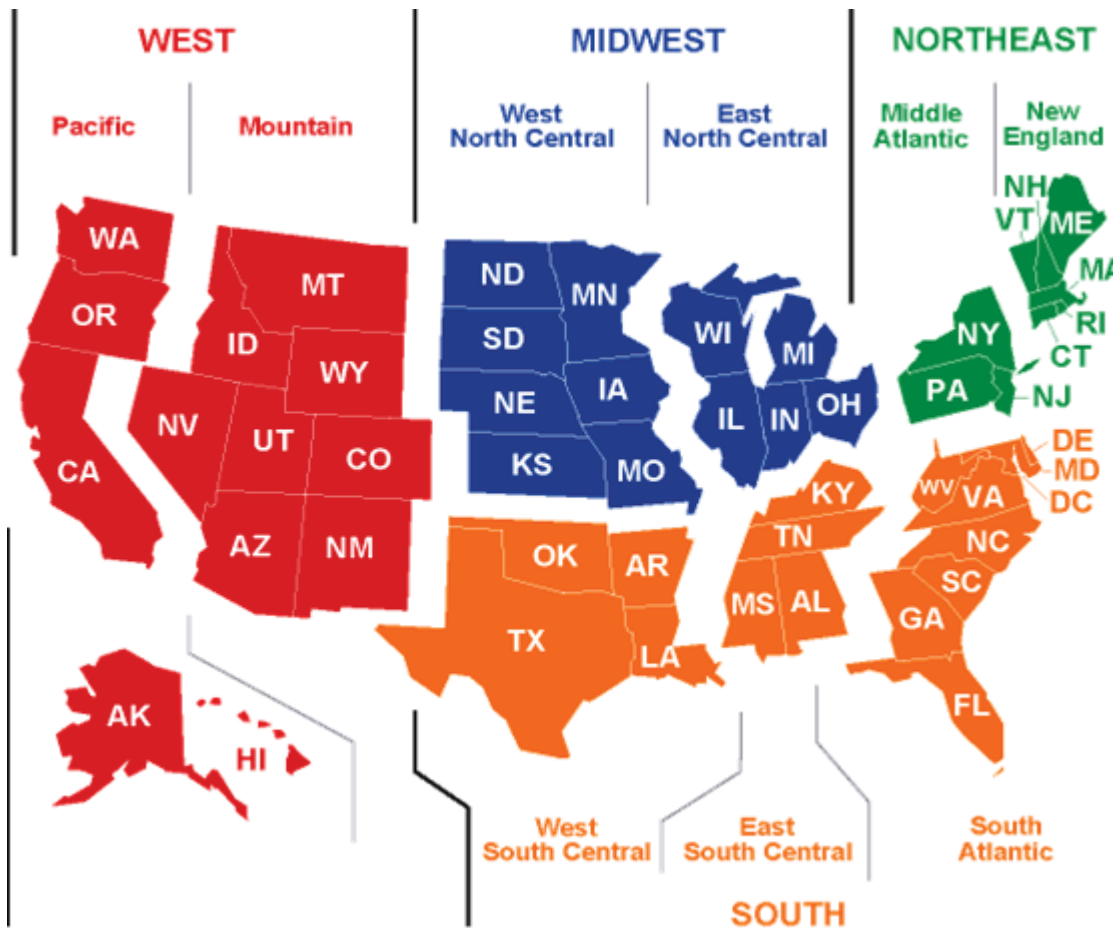 WEST
MIDWEST
NORTHEAST
Pacific
Mountain
West
North Central
East
North Central
Middle
Atlantic
New
England
NH
VT
ME
WA
MT
ND
MN
MA
OR
ID
SD
WI
MI
NY
RI
WY
CT
NE
IA
PA
NJ
NV
UT
CO
KS
MO
IL
IN
OH
CA
DE
MD
DC
WV
VA
KY
AZ
NM
OK
AR
TN
NC
SC
MS
AL
GA
TX
LA
FL
AK
HI
West
South Central
East
South Central
South
Atlantic
SOUTH